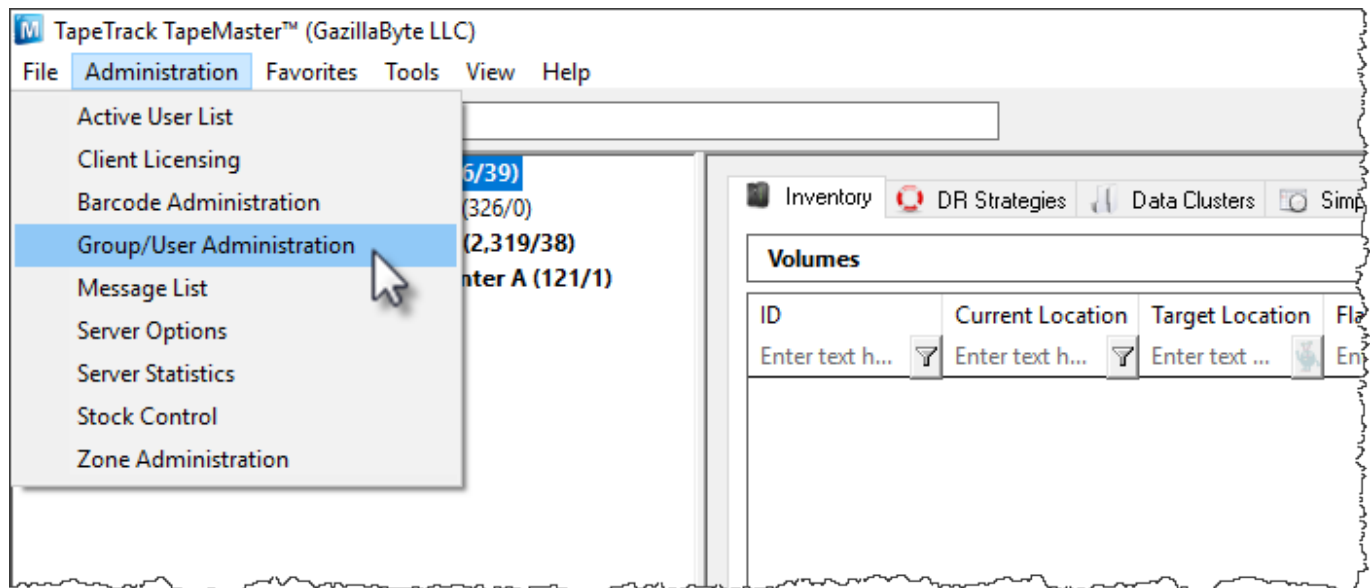 TapeTrack TapeMaster™ (GazillaByte LLC)
File Administration Favorites Tools View Help
Active User List
Client Licensing
Barcode Administration
Group/User Administration
Message List
Server Options
Server Statistics
Stock Control
Zone Administration
6/39)
(326/0)
(2,319/38)
nter A (121/1)
Inventory DR Strategies Data Clusters Simp
Volumes
ID Current Location Target Location Fla
Enter text h... Enter text h... Enter text ... En